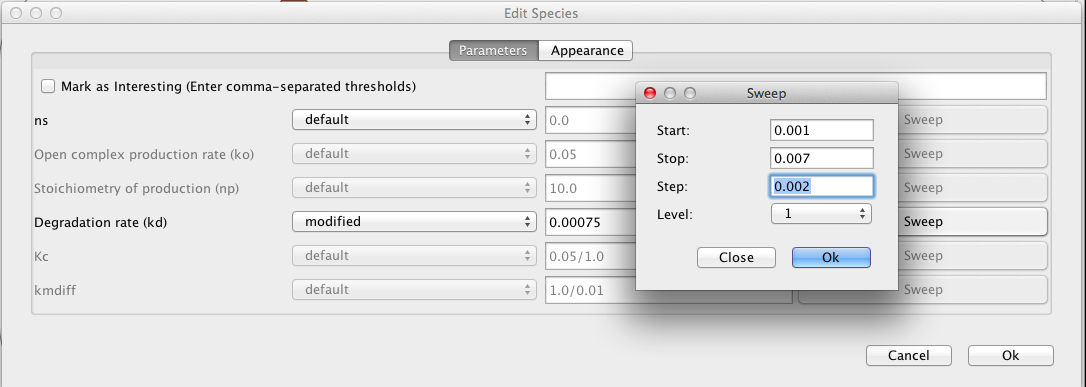 Edit Species
Parameters Appearance
Mark as Interesting (Enter comma-separated thresholds)
ns default 0.0 Sweep
Open complex production rate (ko) default 0.05
Stoichiometry of production (np) default 10.0
Degradation rate (kd) modified 0.00075 Sweep
Kc default 0.05/1.0 Sweep
kmdiff default 1.0/0.01 Sweep
Cancel Ok
Sweep
Start: 0.001
Stop: 0.007
Step: 0.002
Level: 1
Close Ok